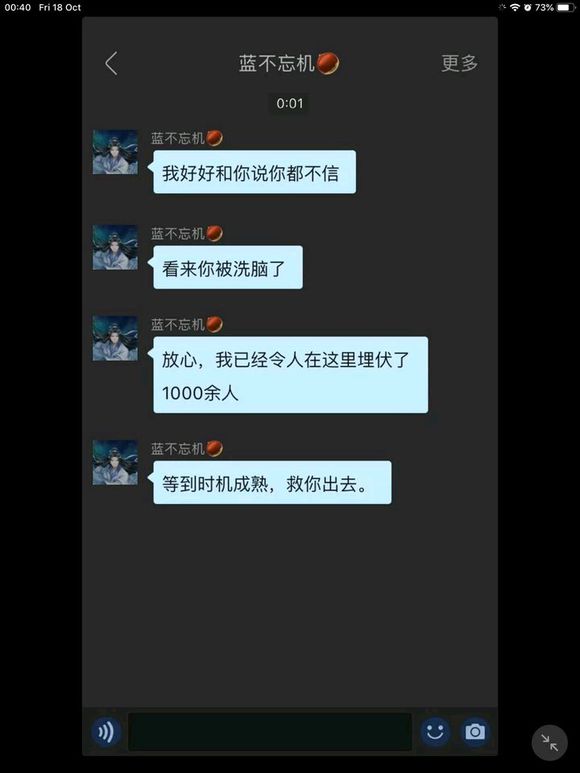 00:40 Fri 18 Oct 73%
蓝不忘机 更多
0:01
蓝不忘机
我好好和你说你都不信
蓝不忘机
看来你被洗脑了
蓝不忘机
放心，我已经令人在这里埋伏了
1000余人
蓝不忘机
等到时机成熟，救你出去。